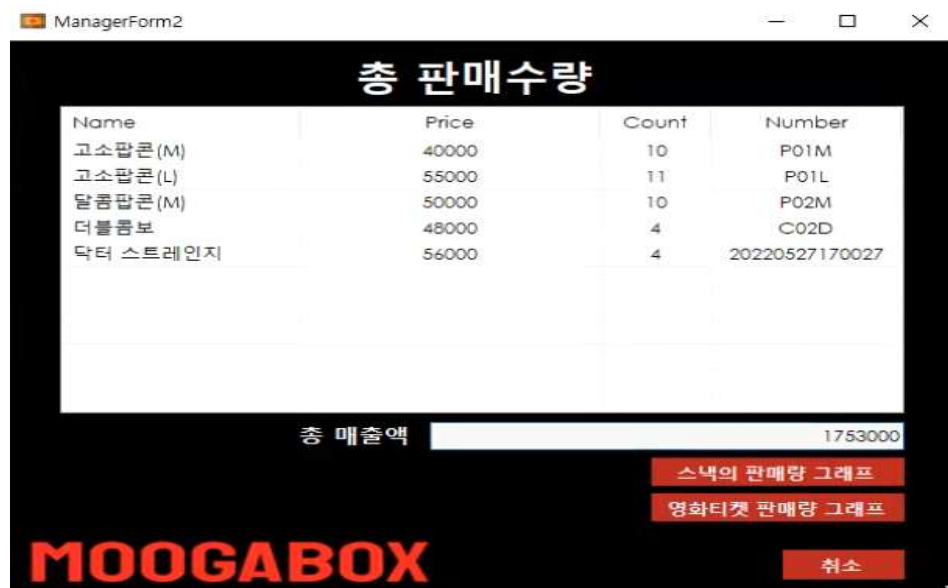 ManagerForm2
총 판매수량
Name Price Count Number
고소팝콘(M) 40000 10 P01M
고소팝콘(L) 55000 11 P01L
달콤팝콘(M) 50000 10 P02M
더블콤보 48000 4 C02D
닥터 스트레인지 56000 4 20220527170027
총 매출액 1753000
스낵의 판매량 그래프
영화티켓 판매량 그래프
MOOGABOX
취소